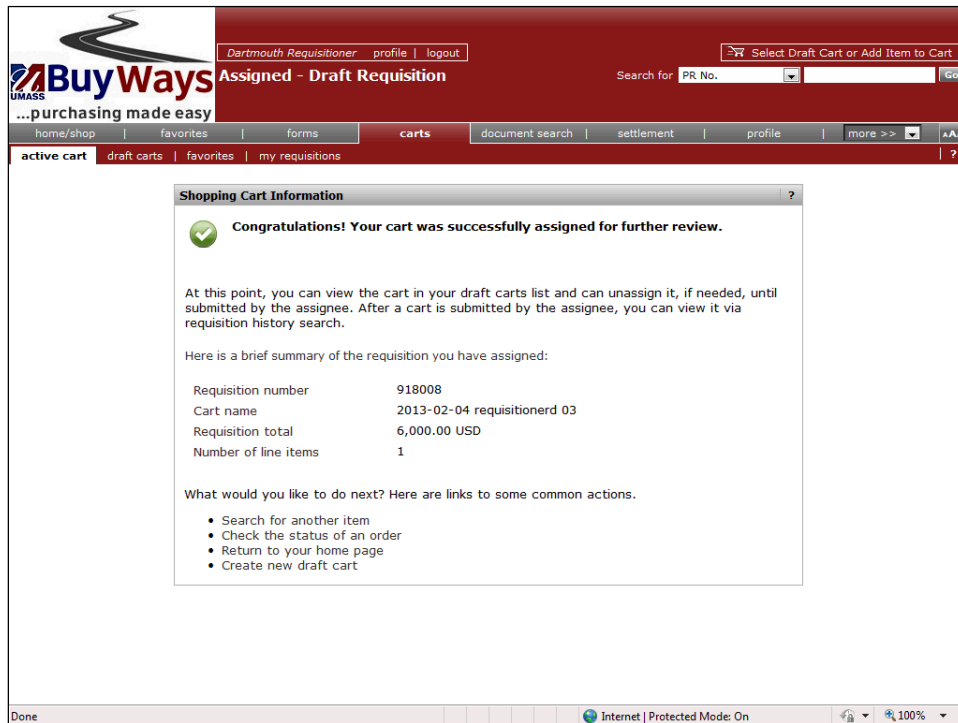 Dartmouth Requisitioner profile | logout
Select Draft Cart or Add Item to Cart
UMASS BuyWays
...purchasing made easy
Assigned - Draft Requisition
Search for PR No. Go
home/shop | favorites | forms carts document search | settlement | profile | more >>
active cart draft carts | favorites | my requisitions | ?
Shopping Cart Information ?
Congratulations! Your cart was successfully assigned for further review.
At this point, you can view the cart in your draft carts list and can unassign it, if needed, until
submitted by the assignee. After a cart is submitted by the assignee, you can view it via
requisition history search.
Here is a brief summary of the requisition you have assigned:
Requisition number 918008
Cart name 2013-02-04 requisitionerd 03
Requisition total 6,000.00 USD
Number of line items 1
What would you like to do next? Here are links to some common actions.
• Search for another item
• Check the status of an order
• Return to your home page
• Create new draft cart
Done
Internet | Protected Mode: On
100%